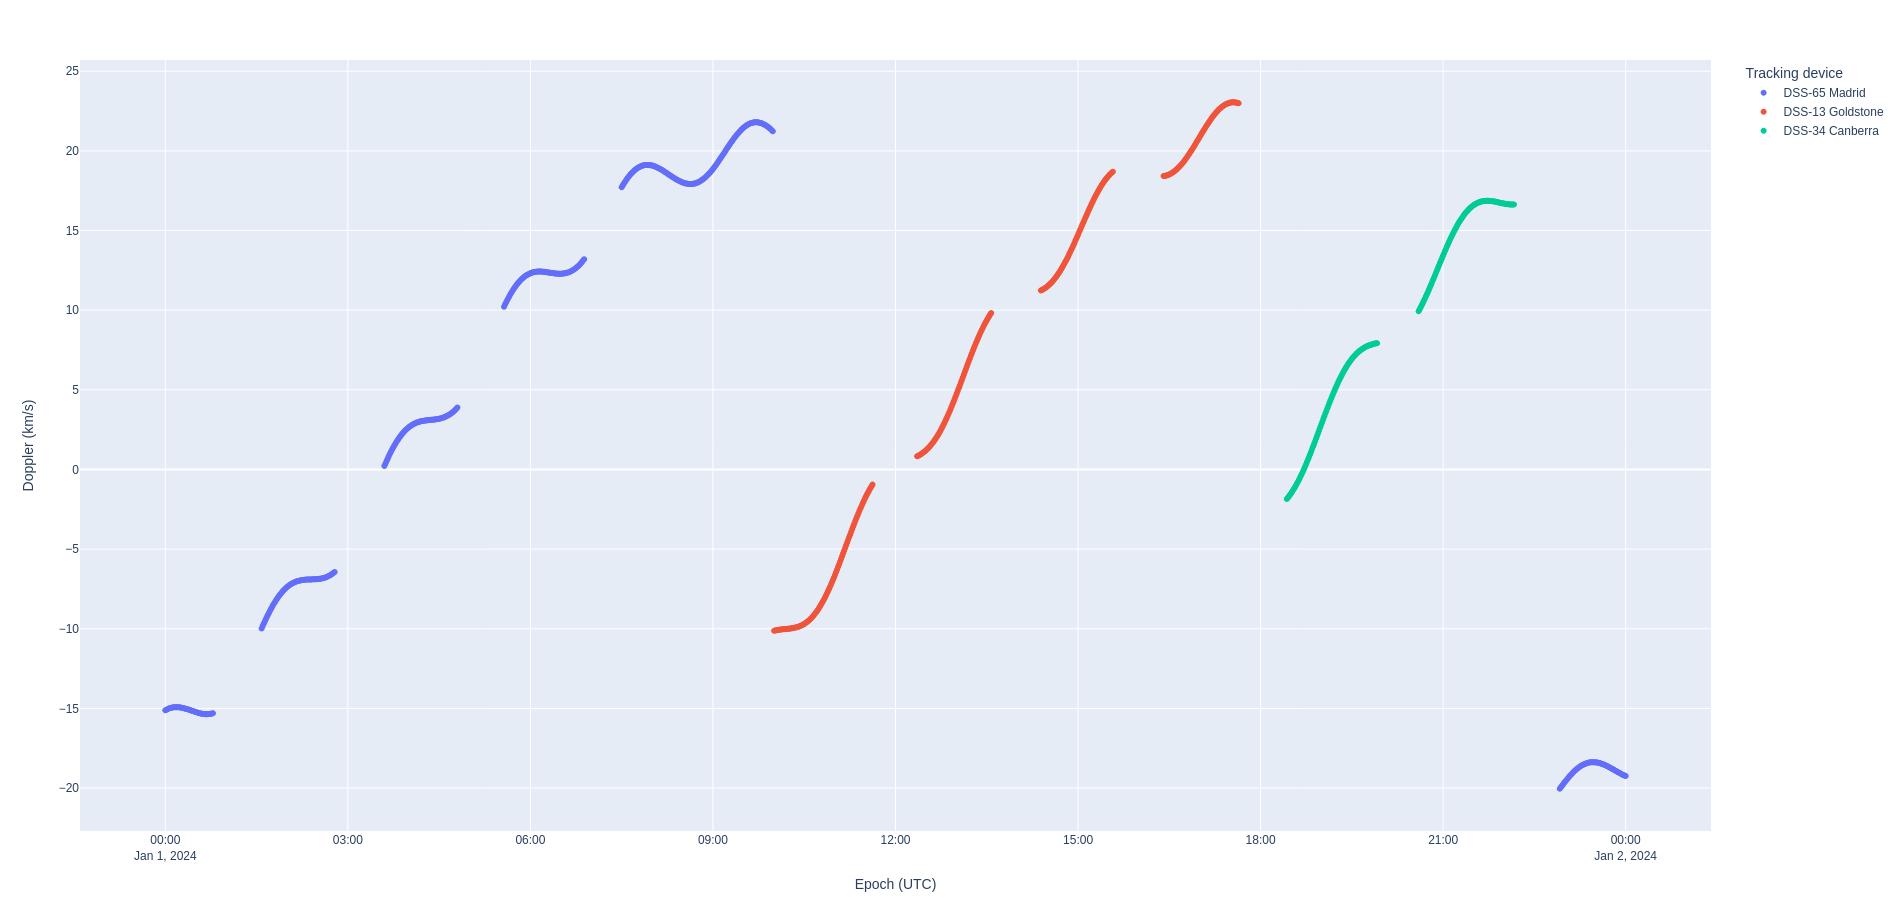 25
20
15
10
5
0
−5
−10
−15
−20
Doppler (km/s)
00:00
Jan 1, 2024
03:00
06:00
09:00
12:00
15:00
18:00
21:00
00:00
Jan 2, 2024
Epoch (UTC)
Tracking device
DSS-65 Madrid
DSS-13 Goldstone
DSS-34 Canberra